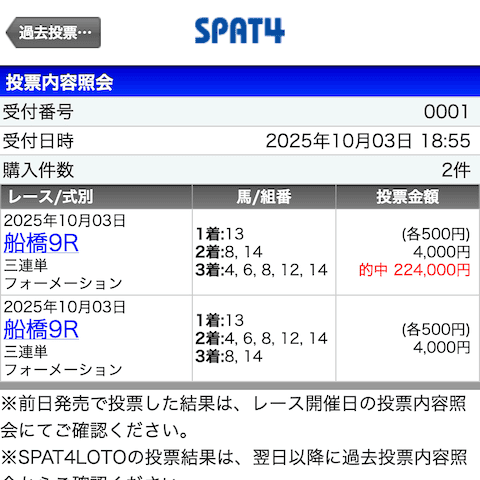 過去投票…
SPAT4
投票内容照会
受付番号 0001
受付日時 2025年10月03日 18:55
購入件数 2件
レース/式別 馬/組番 投票金額
2025年10月03日
船橋9R
三連単
フォーメーション
1着:13
2着:8, 14
3着:4, 6, 8, 12, 14
(各500円)
4,000円
的中 224,000円
2025年10月03日
船橋9R
三連単
フォーメーション
1着:13
2着:4, 6, 8, 12, 14
3着:8, 14
(各500円)
4,000円
※前日発売で投票した結果は、レース開催日の投票内容照
会にてご確認ください。
※SPAT4LOTOの投票結果は、翌日以降に過去投票内容照